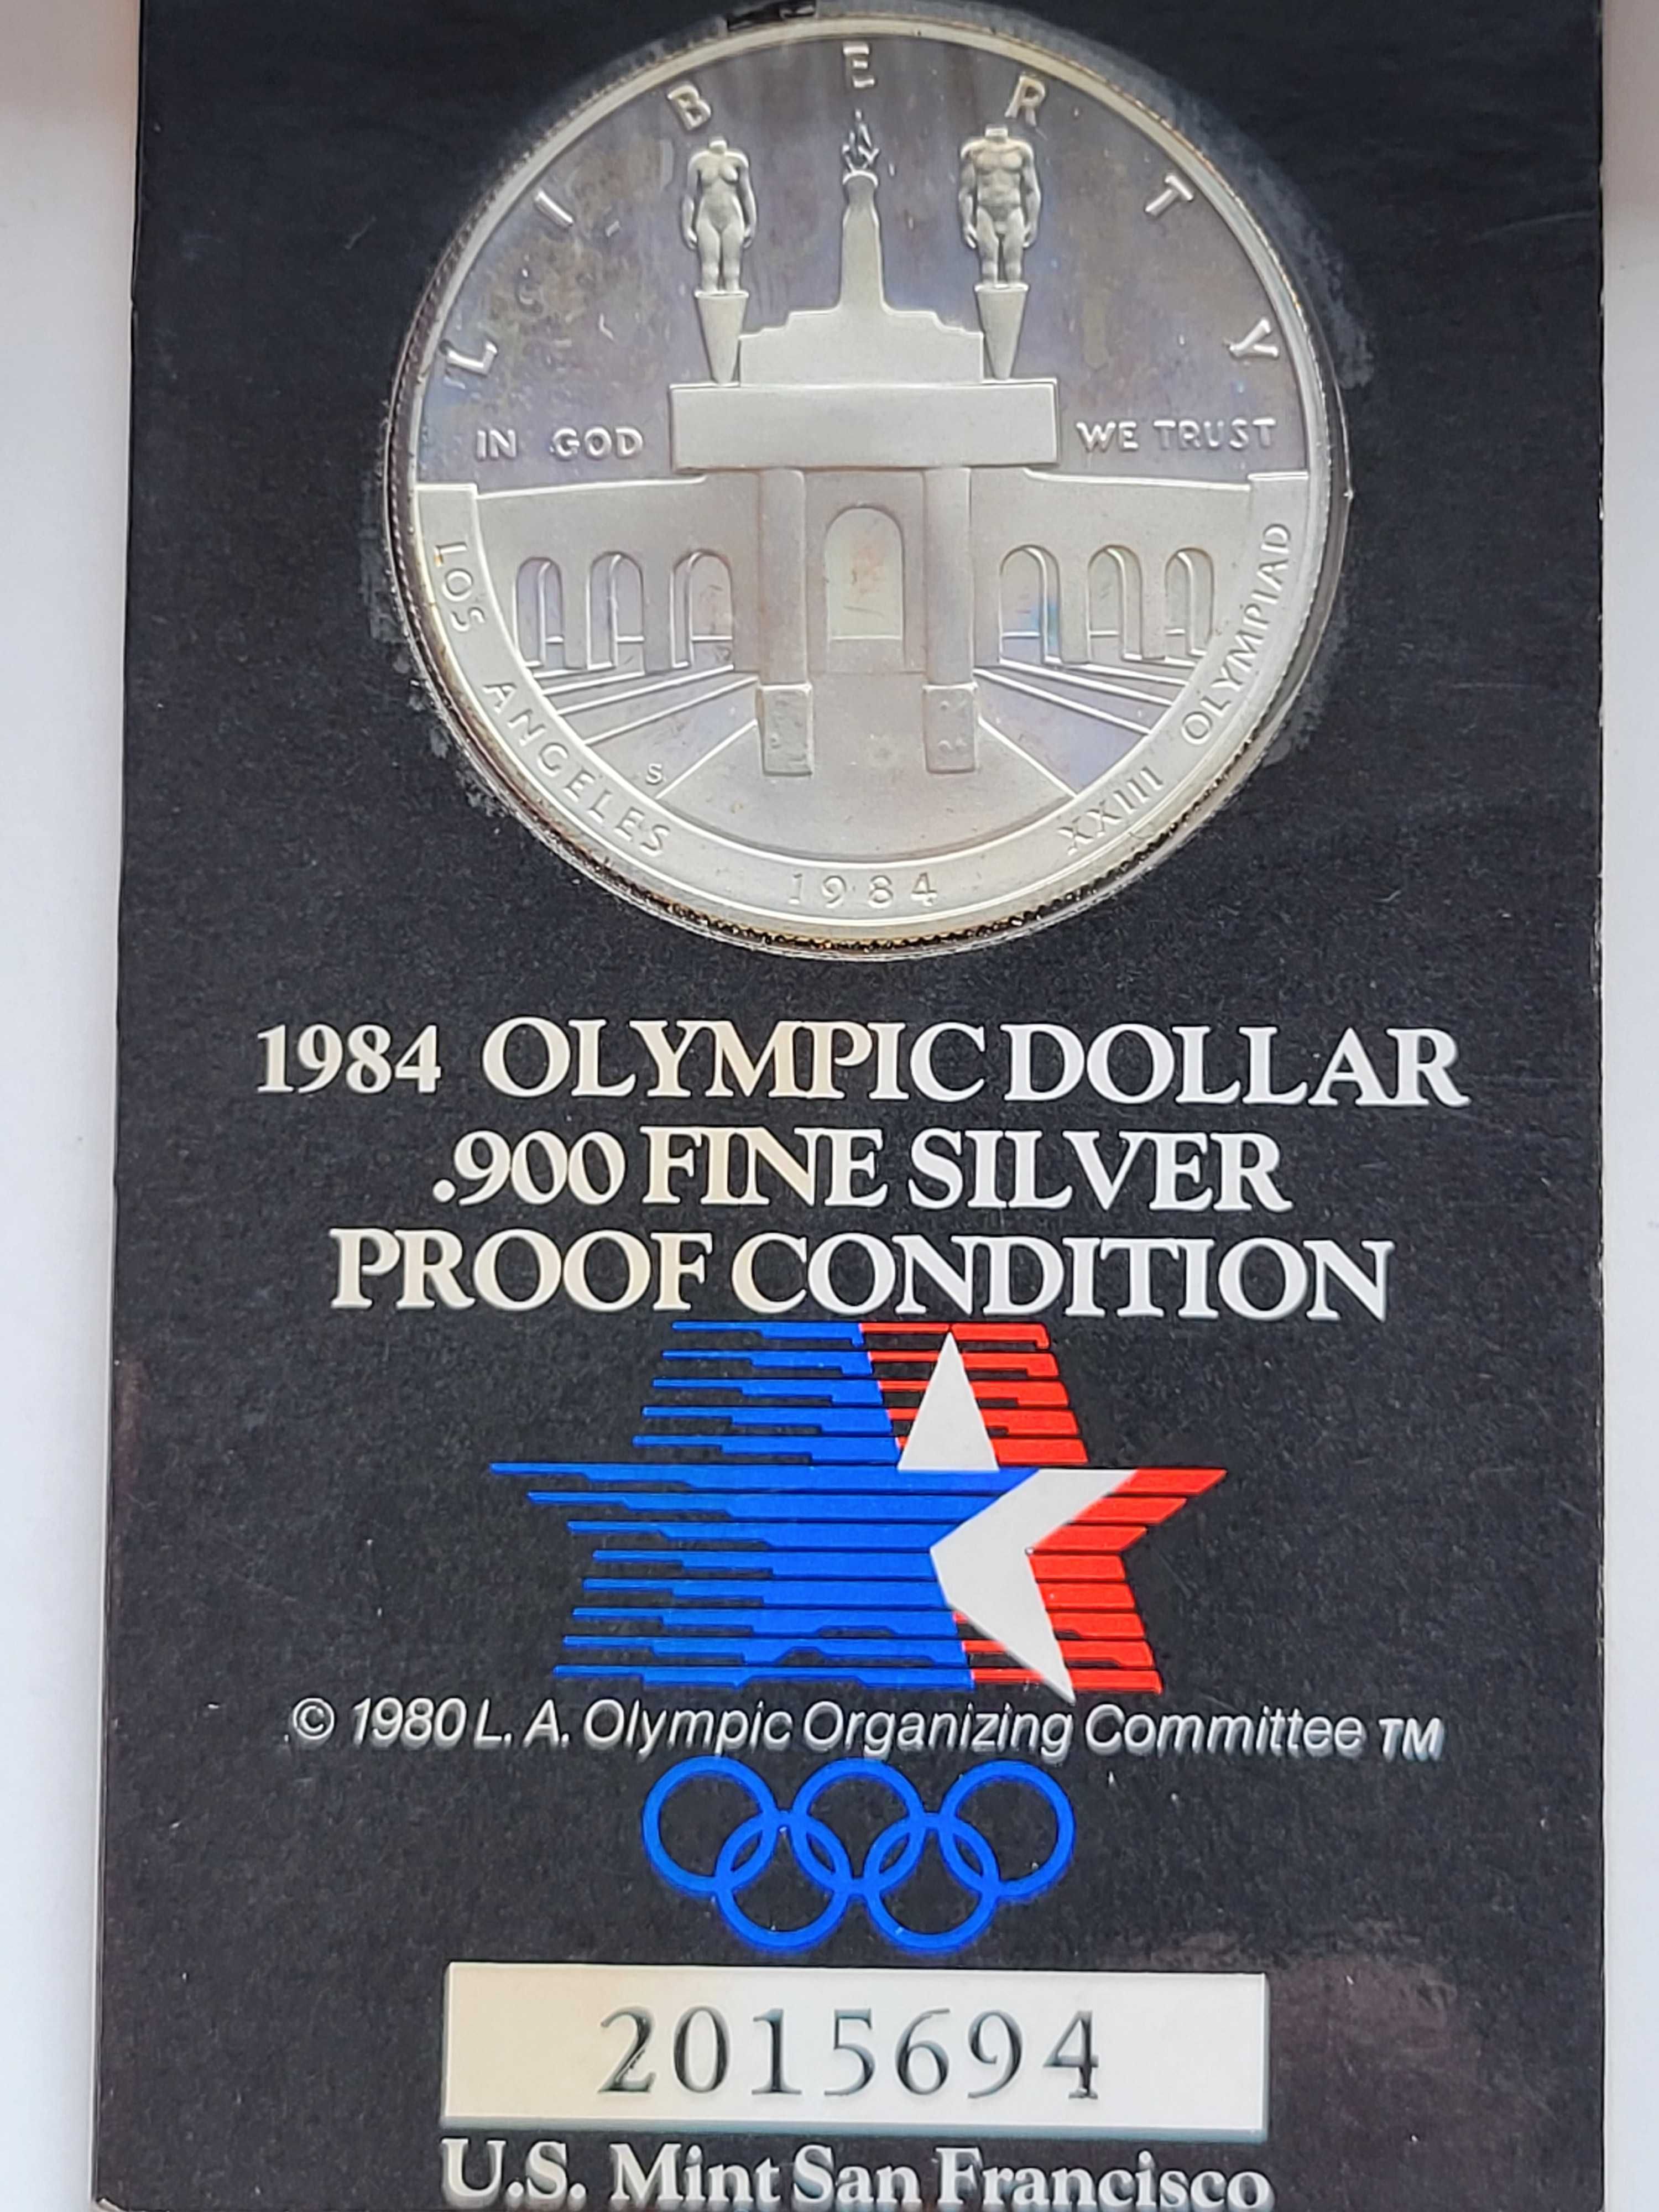 LIBERTY
IN GOD WE TRUST
LOS ANGELES 1984 XXIII OLYMPIAD
S
1984 OLYMPIC DOLLAR
.900 FINE SILVER
PROOF CONDITION
© 1980 L. A. Olympic Organizing Committee TM
2015694
U.S. Mint San Francisco